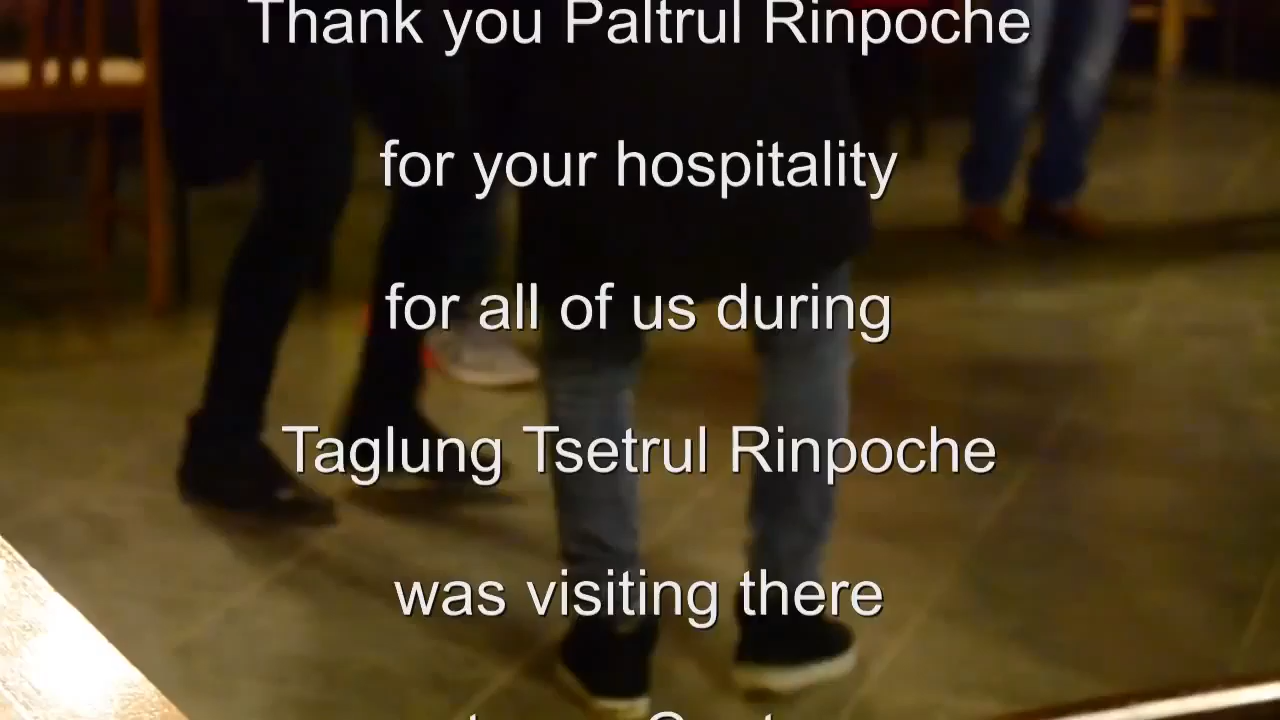 Thank you Paltrul Rinpoche
for your hospitality
for all of us during
Taglung Tsetrul Rinpoche
was visiting there